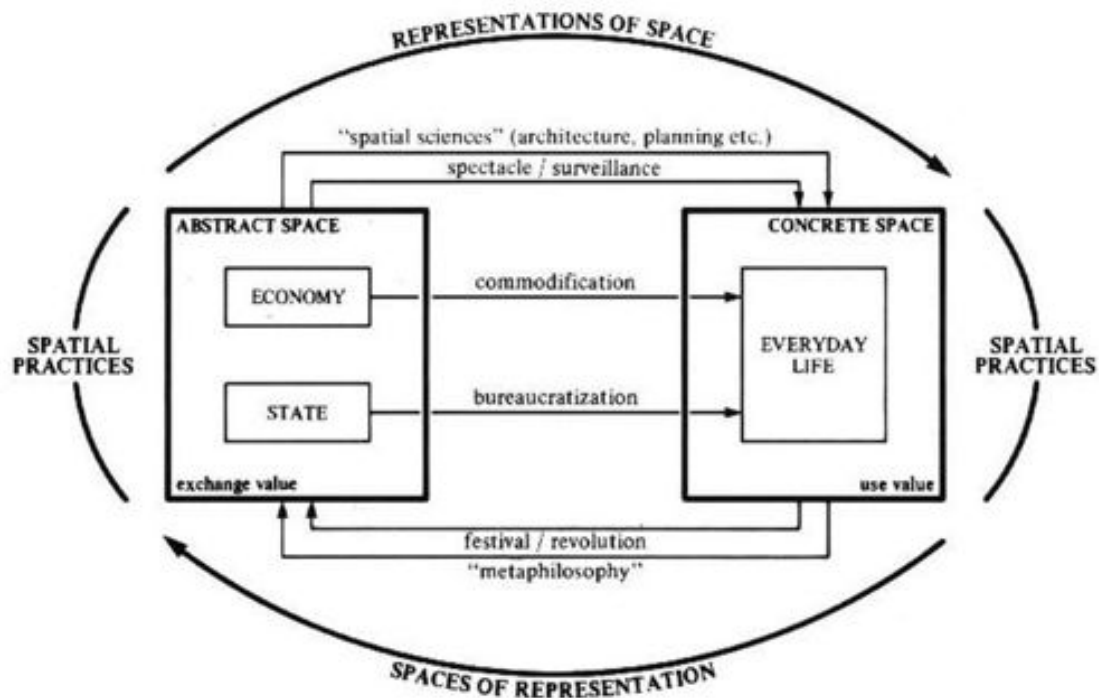 REPRESENTATIONS OF SPACE
"spatial sciences" (architecture, planning etc.)
spectacle / surveillance
ABSTRACT SPACE
CONCRETE SPACE
ECONOMY
commodification
EVERYDAY
LIFE
SPATIAL
PRACTICES
SPATIAL
PRACTICES
STATE
bureaucratization
exchange value
use value
festival / revolution
"metaphilosophy"
SPACES OF REPRESENTATION